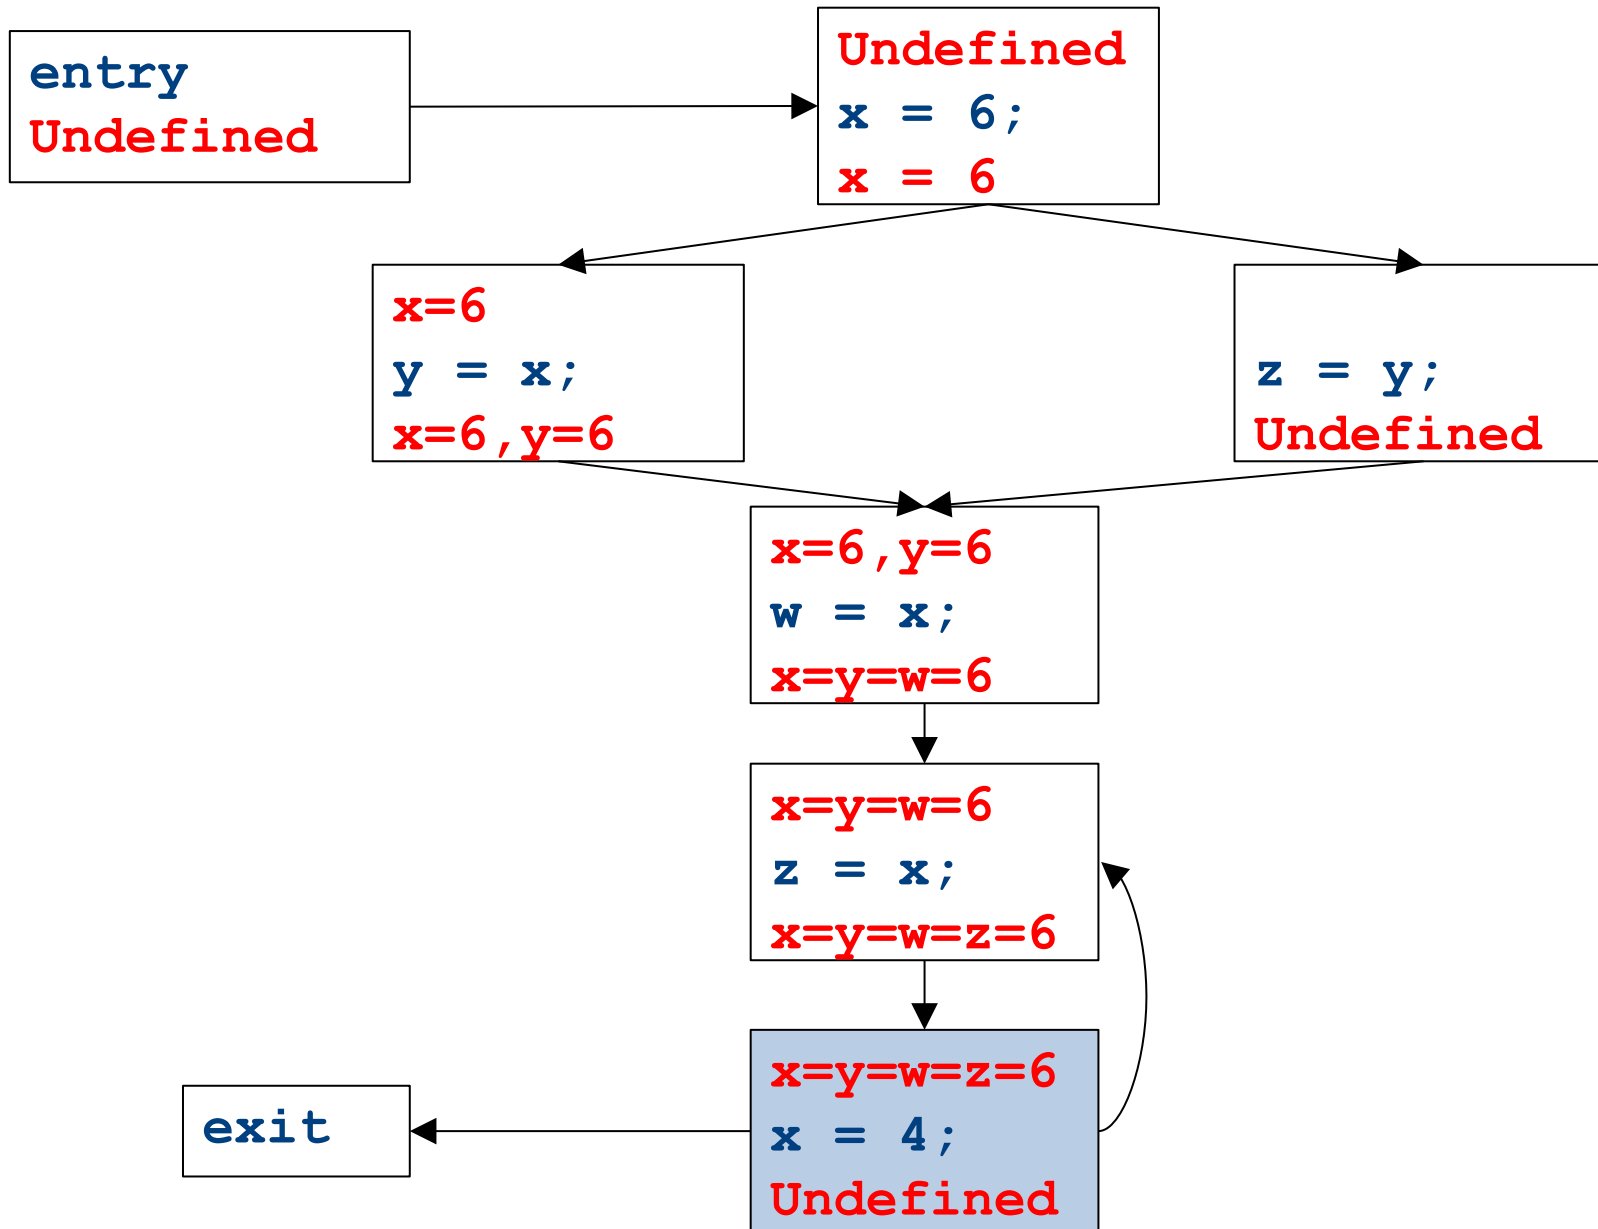 entry
Undefined
Undefined
x = 6;
x = 6
x=6
y = x;
x=6,y=6
z = y;
Undefined
x=6,y=6
w = x;
x=y=w=6
x=y=w=6
z = x;
x=y=w=z=6
x=y=w=z=6
x = 4;
Undefined
exit